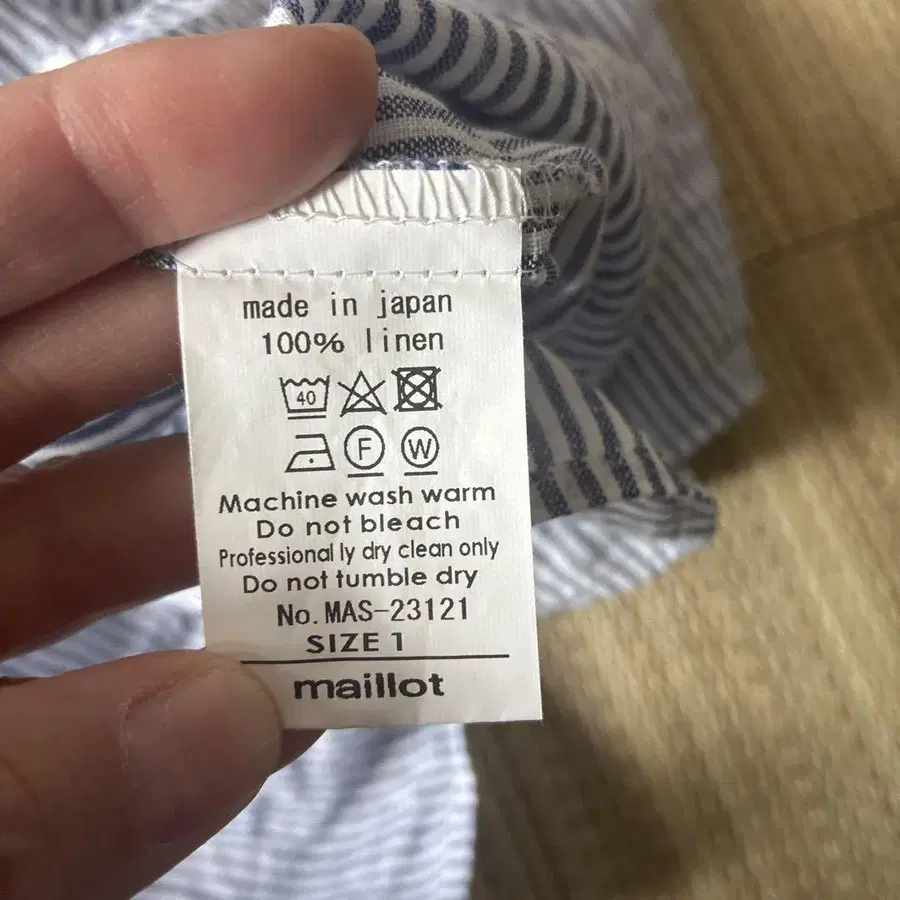 made in japan
100% linen
40
F W
Machine wash warm
Do not bleach
Professional ly dry clean only
Do not tumble dry
No. MAS-23121
SIZE 1
maillot